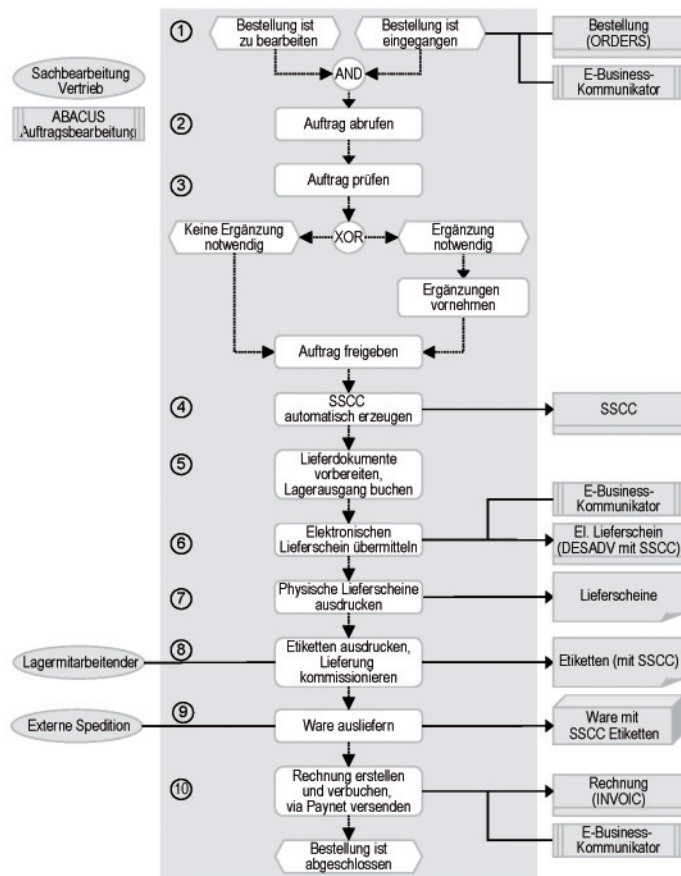 ①
Bestellung ist
zu bearbeiten
Bestellung ist
eingegangen
Bestellung
(ORDERS)
Sachbearbeitung
Vertrieb
AND
E-Business-
Kommunikator
ABACUS
Auftragsbearbeitung
②
Auftrag abrufen
③
Auftrag prüfen
Keine Ergänzung
notwendig
XOR
Ergänzung
notwendig
Ergänzungen
vornehmen
Auftrag freigeben
④
SSCC
automatisch erzeugen
SSCC
⑤
Lieferdokumente
vorbereiten,
Lagerausgang buchen
E-Business-
Kommunikator
⑥
Elektronischen
Lieferschein übermitteln
El. Lieferschein
(DESADV mit SSCC)
⑦
Physische Lieferscheine
ausdrucken
Lieferscheine
Lagermitarbeitender
⑧
Etiketten ausdrucken,
Lieferung
kommissionieren
Etiketten (mit SSCC)
Externe Spedition
⑨
Ware ausliefern
Ware mit
SSCC Etiketten
⑩
Rechnung erstellen
und verbuchen,
via Paynet versenden
Rechnung
(INVOIC)
E-Business-
Kommunikator
Bestellung ist
abgeschlossen